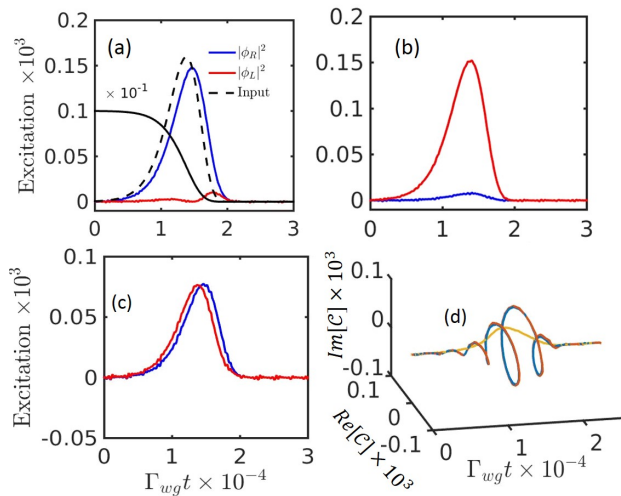 (a)
|ϕ_R|^2
|ϕ_L|^2
Input
× 10^-1
Excitation ×10^3
0.2
0.15
0.1
0.05
0
0 1 2 3
(b)
0.2
0.15
0.1
0.05
0
0 1 2 3
(c)
Excitation ×10^3
0.1
0.05
0
-0.05
0 1 2 3
Γ_wg t × 10^-4
(d)
Im[𝒞] × 10^3
0.1
0
-0.1
0.1
0
-0.1
Re[𝒞] × 10^3
0 1 2
Γ_wg t × 10^-4